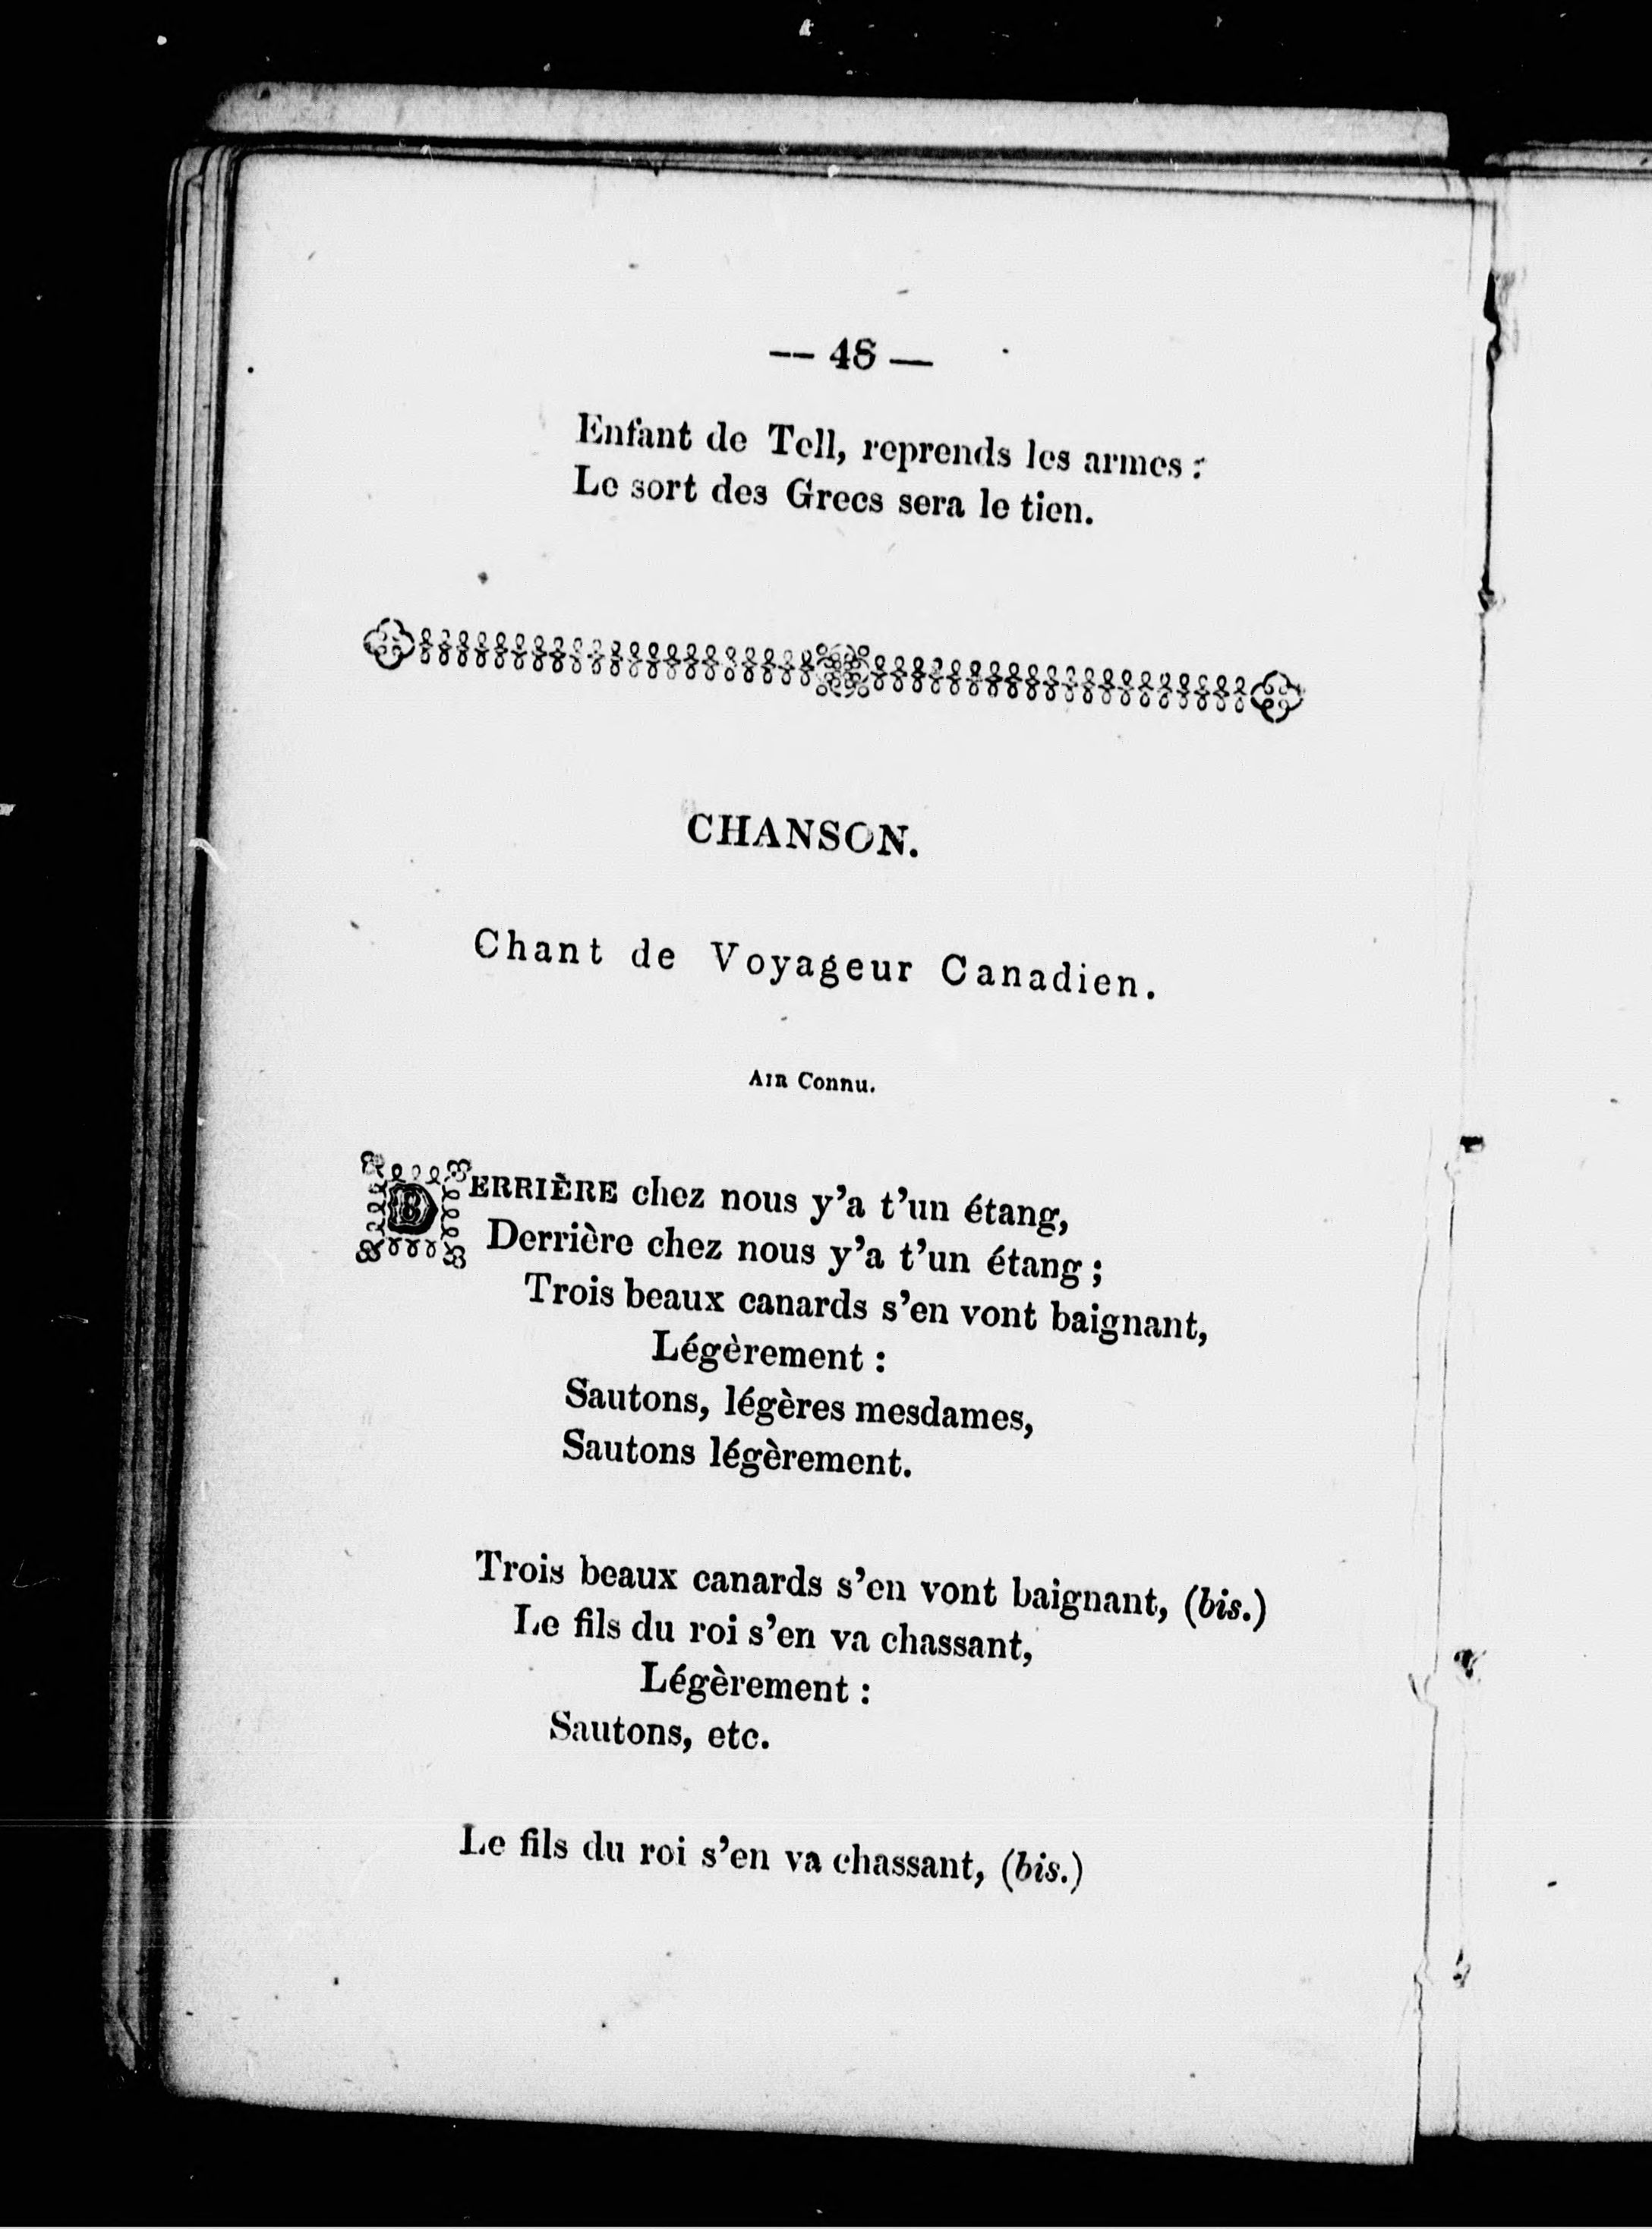 — 48 —
Enfant de Tell, reprends les armes :
Le sort des Grecs sera le tien.
CHANSON.
Chant de Voyageur Canadien.
AIR Connu.
DERRIÈRE chez nous y'a t'un étang,
Derrière chez nous y'a t'un étang ;
Trois beaux canards s'en vont baignant,
Légèrement :
Sautons, légères mesdames,
Sautons légèrement.
Trois beaux canards s'en vont baignant, (bis.)
Le fils du roi s'en va chassant,
Légèrement :
Sautons, etc.
Le fils du roi s'en va chassant, (bis.)